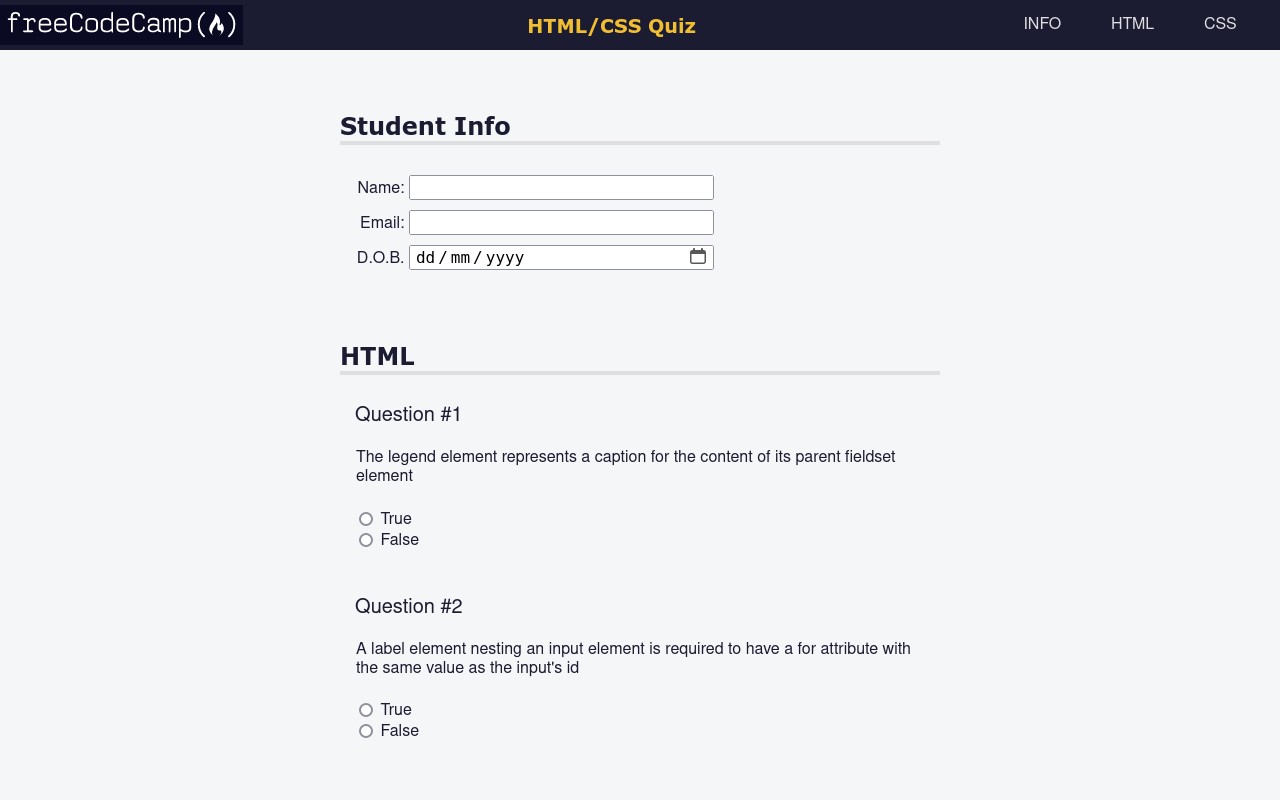 freeCodeCamp HTML/CSS Quiz INFO HTML CSS
Student Info
Name:
Email:
D.O.B. dd/mm/yyyy
HTML
Question #1
The legend element represents a caption for the content of its parent fieldset
element
True
False
Question #2
A label element nesting an input element is required to have a for attribute with
the same value as the input's id
True
False